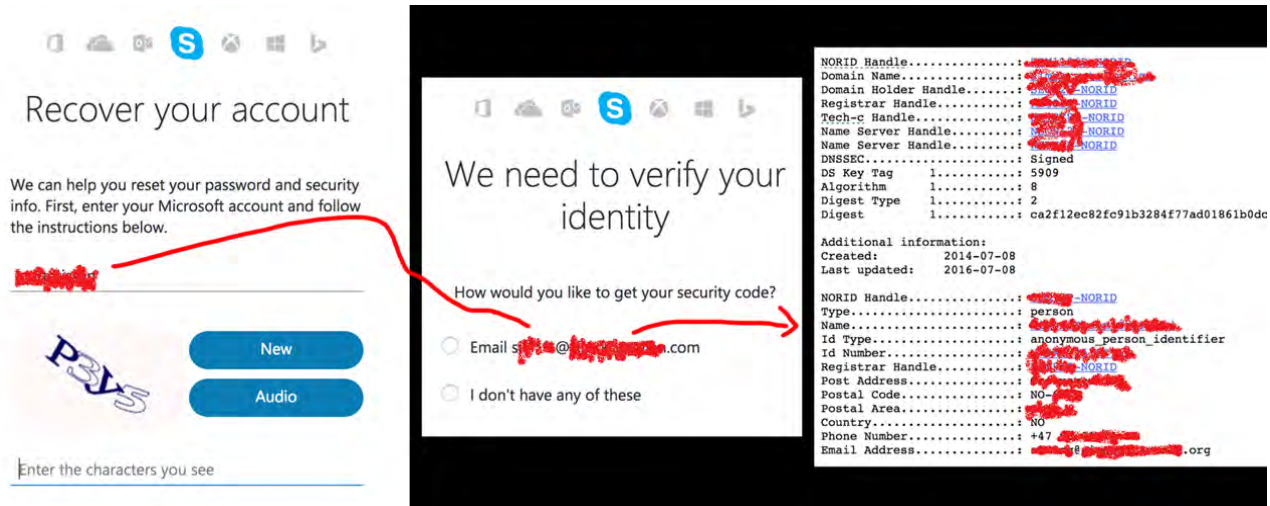 Recover your account
We can help you reset your password and security
info. First, enter your Microsoft account and follow
the instructions below.
P3y5
New
Audio
Enter the characters you see
We need to verify your
identity
How would you like to get your security code?
Email s @ n.com
I don't have any of these
NORID Handle...............: -NORID
Domain Name................:
Domain Holder Handle.......: -NORID
Registrar Handle...........: -NORID
Tech-c Handle..............: -NORID
Name Server Handle.........: -NORID
Name Server Handle.........: -NORID
DNSSEC.....................: Signed
DS Key Tag 1...........: 5909
Algorithm 1...........: 8
Digest Type 1...........: 2
Digest 1...........: ca2f12ec82fc91b3284f77ad01861b0dc
Additional information:
Created: 2014-07-08
Last updated: 2016-07-08
NORID Handle...............: -NORID
Type.......................: person
Name.......................:
Id Type....................: anonymous_person_identifier
Id Number..................:
Registrar Handle...........: -NORID
Post Address...............:
Postal Code................: NO-
Postal Area................:
Country....................: NO
Phone Number...............: +47
Email Address..............: @ .org